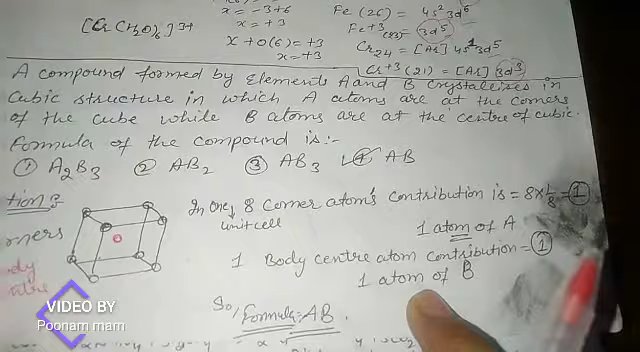 x = -3+6
x = +3
x + 0(6) = +3
x = +3
[Cr(CH3O)6]3+
Fe (26) = 4s² 3d⁶
Fe+3 (23) = 3d⁵
Cr24 = [Ar] 4s¹ 3d⁵
Cr+3 (21) = [Ar] 3d³
A compound formed by Elements A and B crystallises in
Cubic structure in which A atoms are at the corners
of the cube while B atoms are at the centre of cubic.
Formula of the compound is:-
① A2B3 ② AB2 ③ AB3 ④ AB
In one unit cell 8 Corner atom's contribution is = 8 × 1/8 = ①
1 atom of A
1 Body centre atom contribution = ①
1 atom of B
So, Formula = AB.
VIDEO BY
Poonam mam